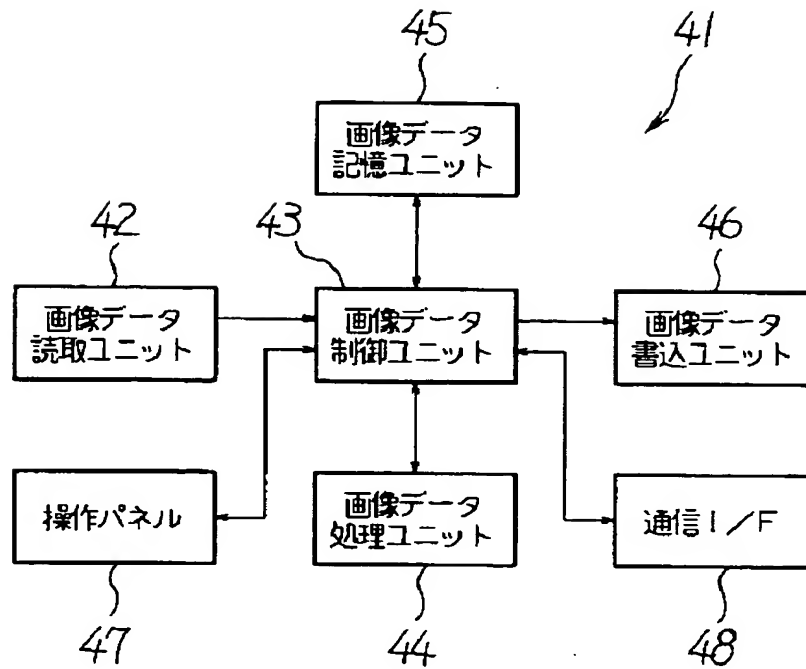 45
41
画像データ
記憶ユニット
42
43
46
画像データ
読取ユニット
画像データ
制御ユニット
画像データ
書込ユニット
操作パネル
画像データ
処理ユニット
通信I/F
47
44
48